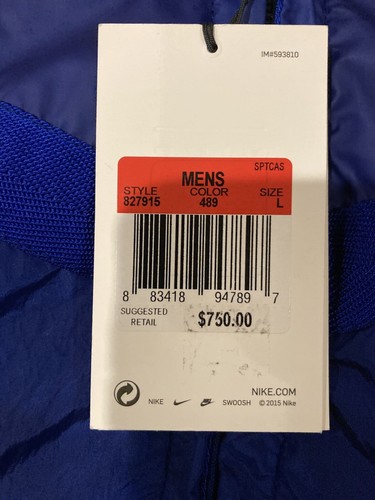 IM#593810
SPTCAS
MENS
STYLE COLOR SIZE
827915 489 L
8 83418 94789 7
SUGGESTED
RETAIL $750.00
NIKE.COM
NIKE SWOOSH © 2015 Nike